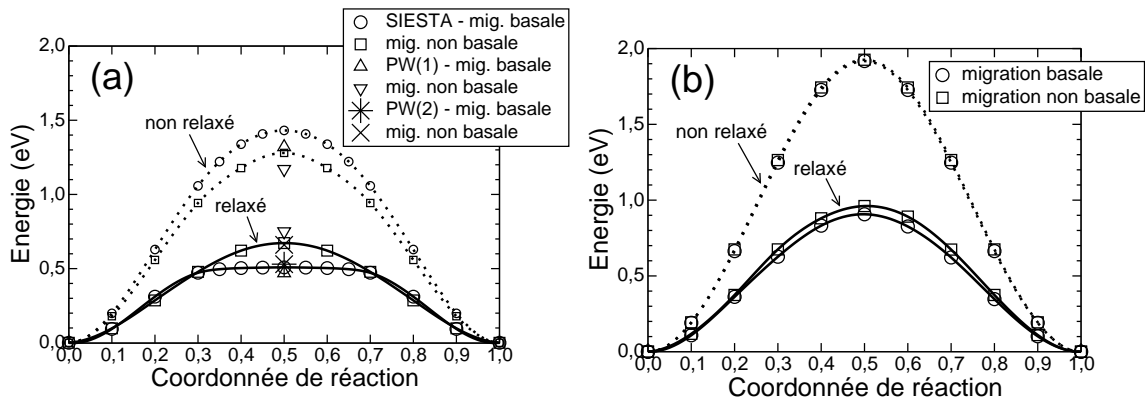 (a)
SIESTA - mig. basale
mig. non basale
PW(1) - mig. basale
mig. non basale
PW(2) - mig. basale
mig. non basale
non relaxé
relaxé
Energie (eV)
2,0
1,5
1,0
0,5
0,0
0,0 0,1 0,2 0,3 0,4 0,5 0,6 0,7 0,8 0,9 1,0
Coordonnée de réaction
(b)
migration basale
migration non basale
non relaxé
relaxé
Energie (eV)
2,0
1,5
1,0
0,5
0,0
0,0 0,1 0,2 0,3 0,4 0,5 0,6 0,7 0,8 0,9 1,0
Coordonnée de réaction